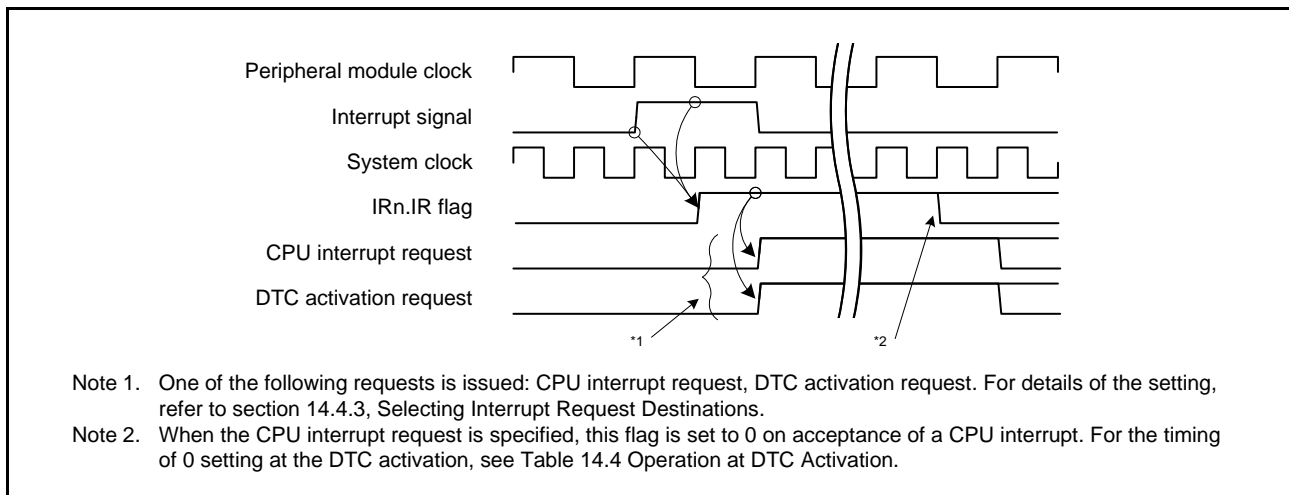 Peripheral module clock
Interrupt signal
System clock
IRn.IR flag
CPU interrupt request
DTC activation request
*1
*2
Note 1. One of the following requests is issued: CPU interrupt request, DTC activation request. For details of the setting,
refer to section 14.4.3, Selecting Interrupt Request Destinations.
Note 2. When the CPU interrupt request is specified, this flag is set to 0 on acceptance of a CPU interrupt. For the timing
of 0 setting at the DTC activation, see Table 14.4 Operation at DTC Activation.